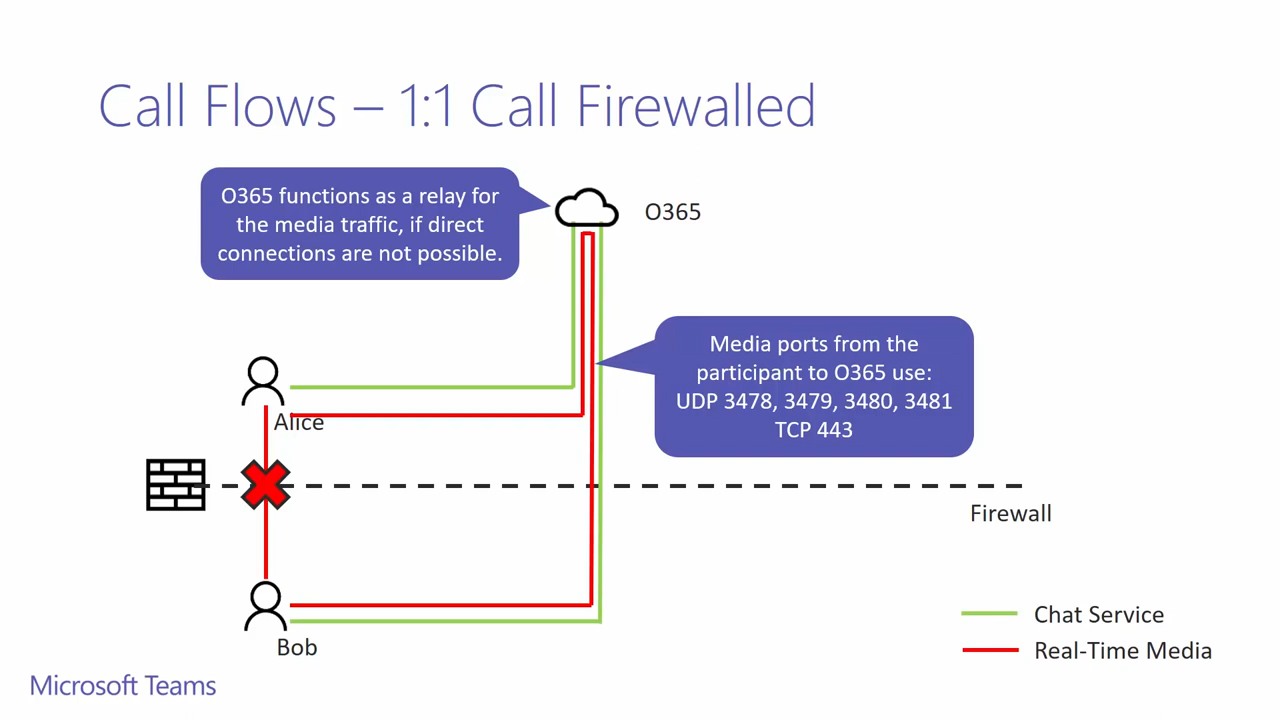 Call Flows – 1:1 Call Firewalled
O365 functions as a relay for
the media traffic, if direct
connections are not possible.
O365
Media ports from the
participant to O365 use:
UDP 3478, 3479, 3480, 3481
TCP 443
Alice
Firewall
Bob
Chat Service
Real-Time Media
Microsoft Teams